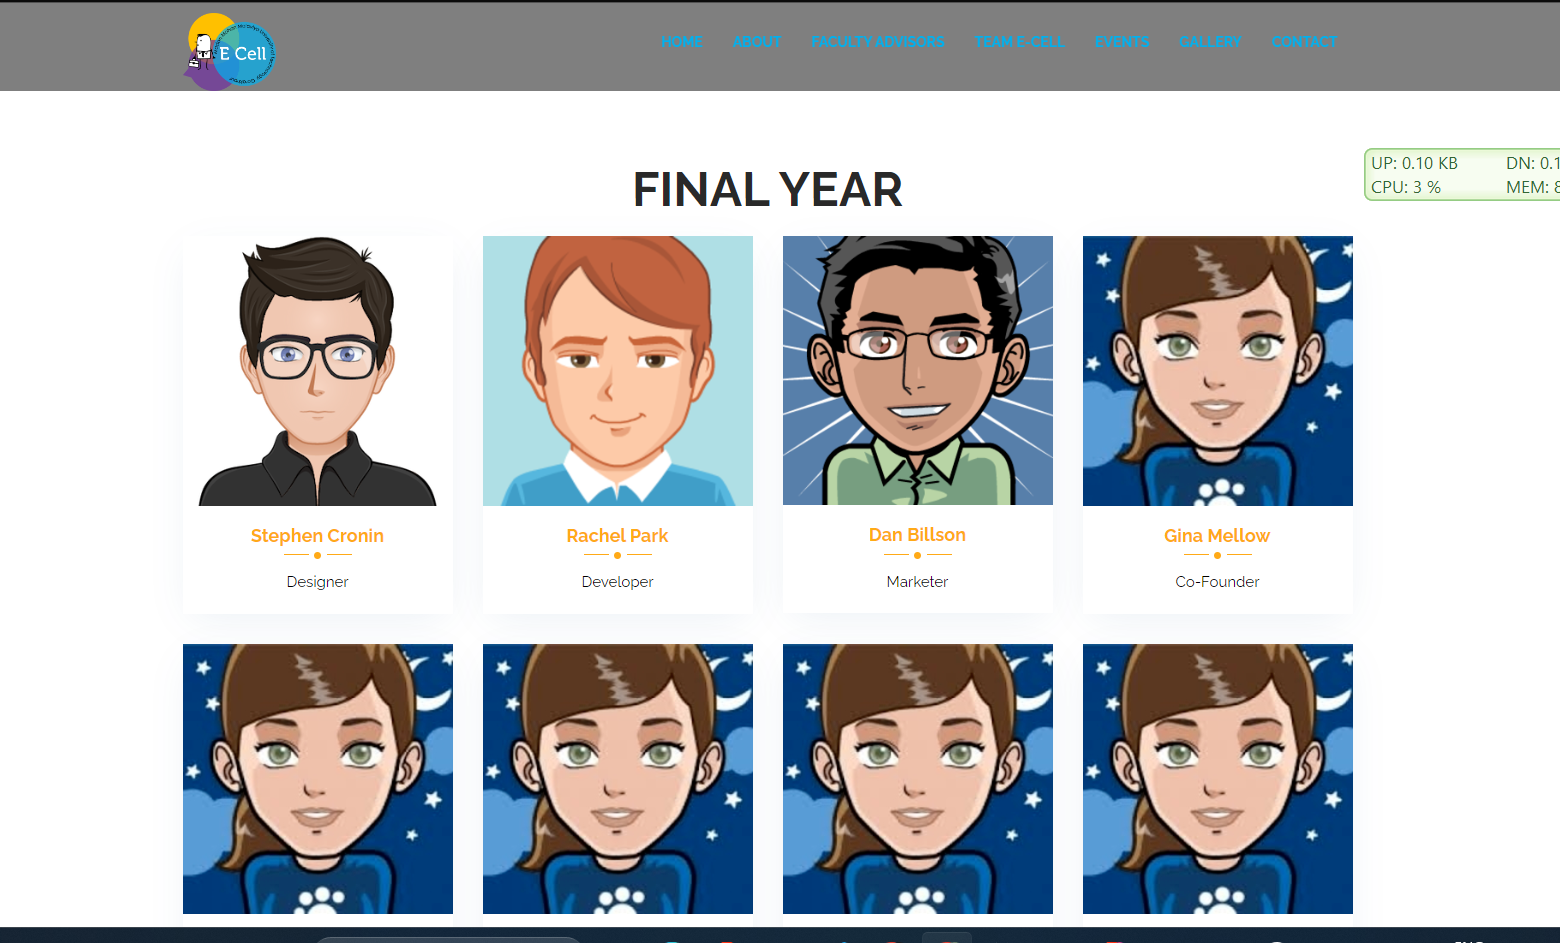 E Cell
HOME ABOUT FACULTY ADVISORS TEAM E-CELL EVENTS GALLERY CONTACT
UP: 0.10 KB DN: 0.1
CPU: 3 % MEM: 8
FINAL YEAR
Stephen Cronin
Designer
Rachel Park
Developer
Dan Billson
Marketer
Gina Mellow
Co-Founder